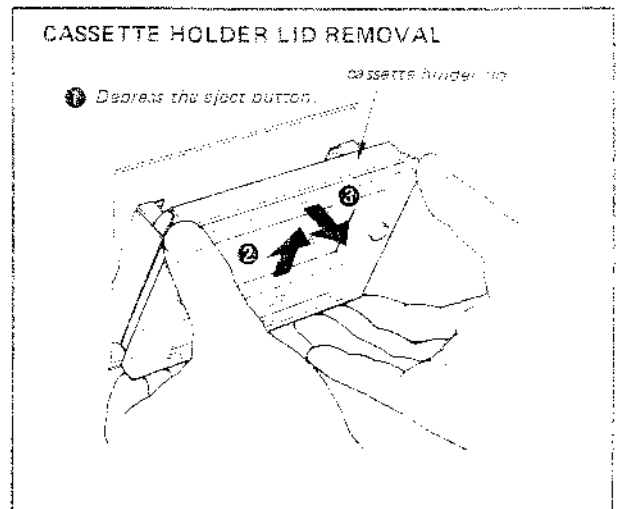 CASSETTE HOLDER LID REMOVAL
cassette holder lid
❶ Depress the eject button.
❸
❷